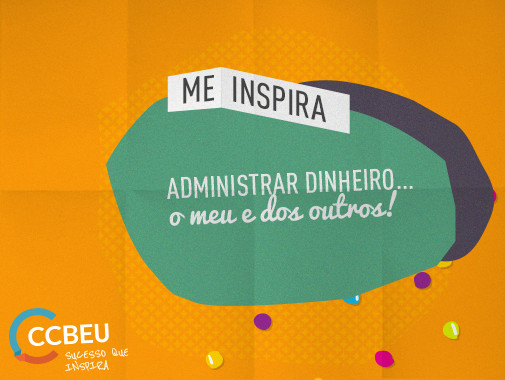 ME INSPIRA
ADMINISTRAR DINHEIRO...
o meu e dos outros!
CCBEU
SUCESSO QUE
INSPIRA